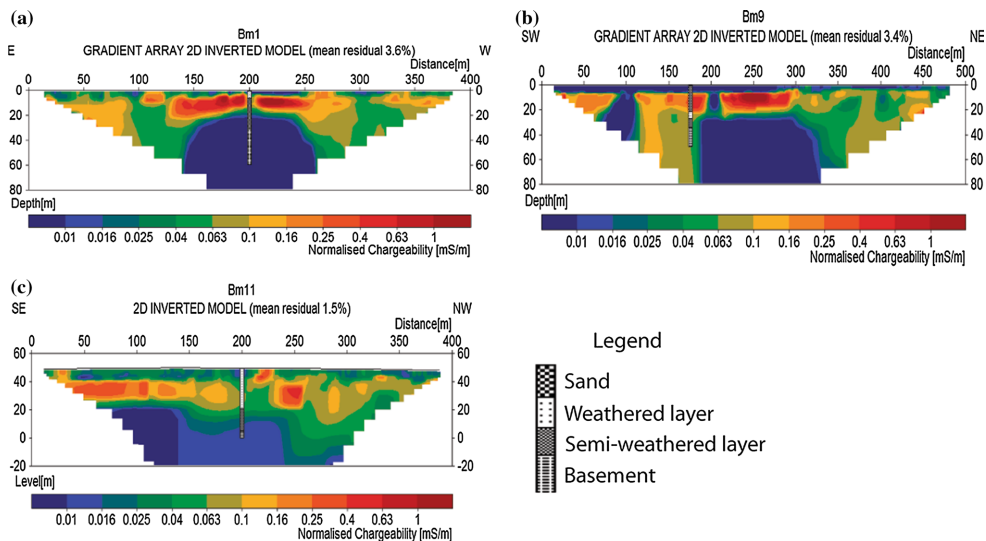 (a)
Bm1
E W
GRADIENT ARRAY 2D INVERTED MODEL (mean residual 3.6%)
Distance[m]
0 50 100 150 200 250 300 350 400
0 0
20 20
40 40
60 60
80 80
Depth[m]
0.01 0.016 0.025 0.04 0.063 0.1 0.16 0.25 0.4 0.63 1
Normalised Chargeability [mS/m]
(b)
Bm9
SW NE
GRADIENT ARRAY 2D INVERTED MODEL (mean residual 3.4%)
Distance[m]
0 50 100 150 200 250 300 350 400 450 500
0 0
20 20
40 40
60 60
80 80
Depth[m]
0.01 0.016 0.025 0.04 0.063 0.1 0.16 0.25 0.4 0.63 1
Normalised Chargeability [mS/m]
(c)
Bm11
SE NW
2D INVERTED MODEL (mean residual 1.5%)
Distance[m]
0 50 100 150 200 250 300 350 400
60 60
40 40
20 20
0 0
-20 -20
Level[m]
0.01 0.016 0.025 0.04 0.063 0.1 0.16 0.25 0.4 0.63 1
Normalised Chargeability [mS/m]
Legend
Sand
Weathered layer
Semi-weathered layer
Basement